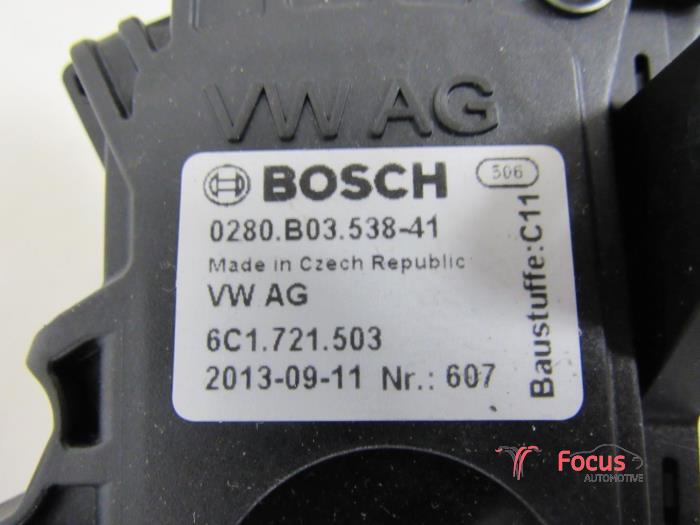 VW AG
BOSCH 506
0280.B03.538-41
Made in Czech Republic
VW AG
6C1.721.503
2013-09-11 Nr.: 607
Baustuffe:C11
Focus
AUTOMOTIVE